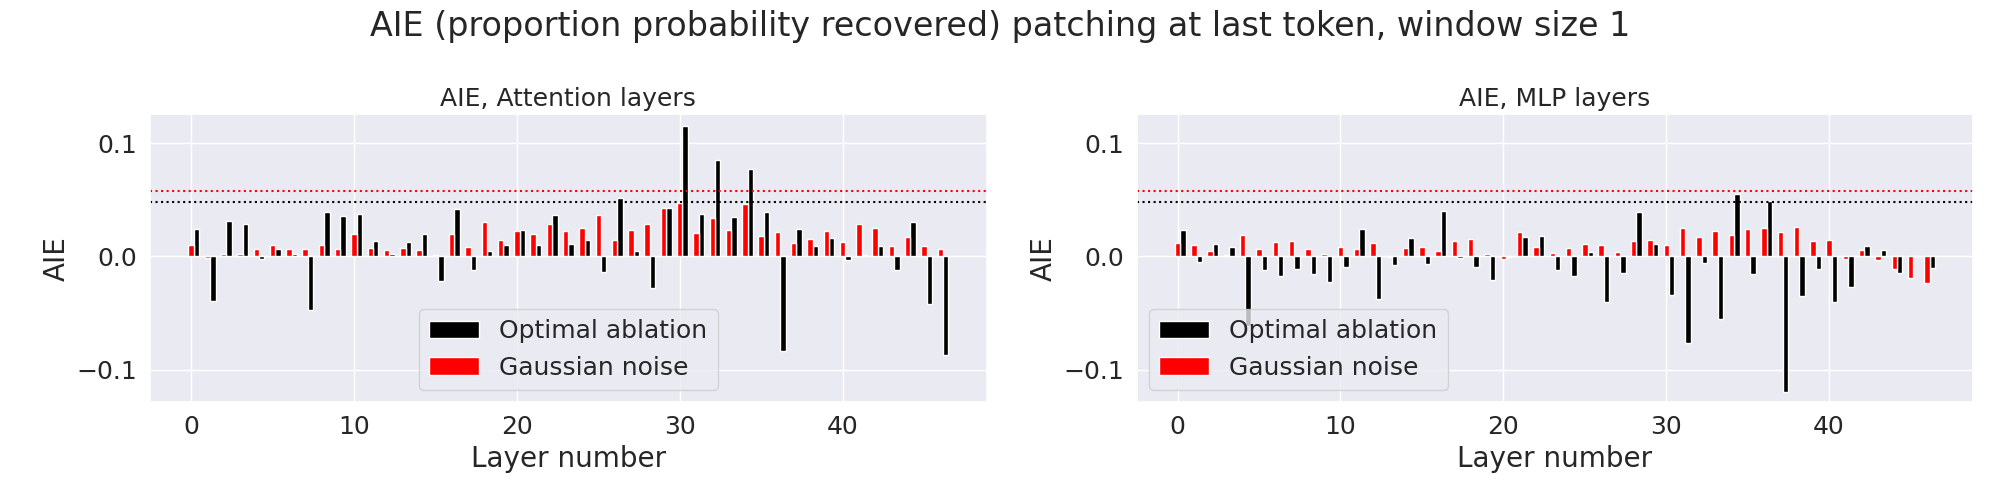 AIE (proportion probability recovered) patching at last token, window size 1
AIE, Attention layers
AIE
0.1
0.0
−0.1
Optimal ablation
Gaussian noise
0 10 20 30 40
Layer number
AIE, MLP layers
AIE
0.1
0.0
−0.1
Optimal ablation
Gaussian noise
0 10 20 30 40
Layer number